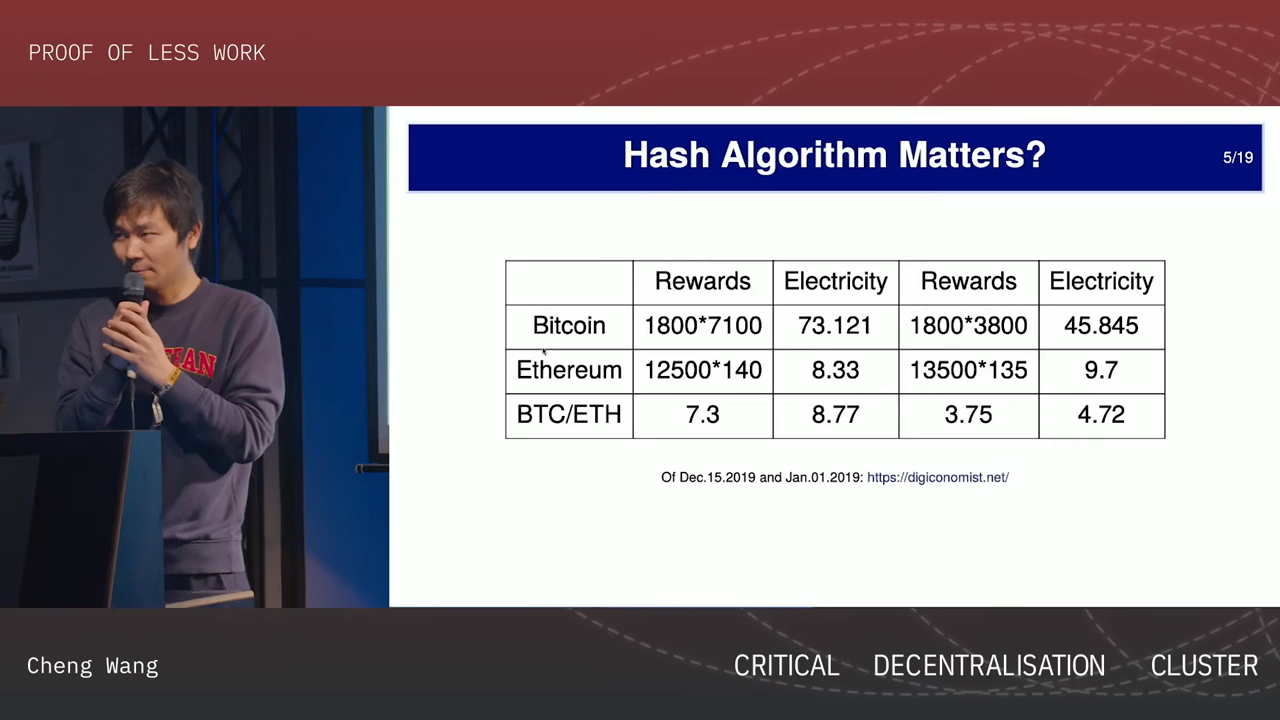 PROOF OF LESS WORK
Hash Algorithm Matters?
5/19
Rewards Electricity Rewards Electricity
Bitcoin 1800*7100 73.121 1800*3800 45.845
Ethereum 12500*140 8.33 13500*135 9.7
BTC/ETH 7.3 8.77 3.75 4.72
Of Dec.15.2019 and Jan.01.2019: https://digiconomist.net/
Cheng Wang
CRITICAL DECENTRALISATION CLUSTER